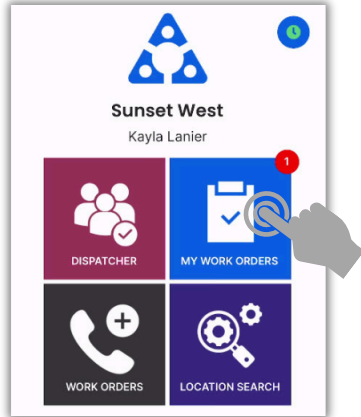 Sunset West
Kayla Lanier
1
DISPATCHER
MY WORK ORDERS
WORK ORDERS
LOCATION SEARCH